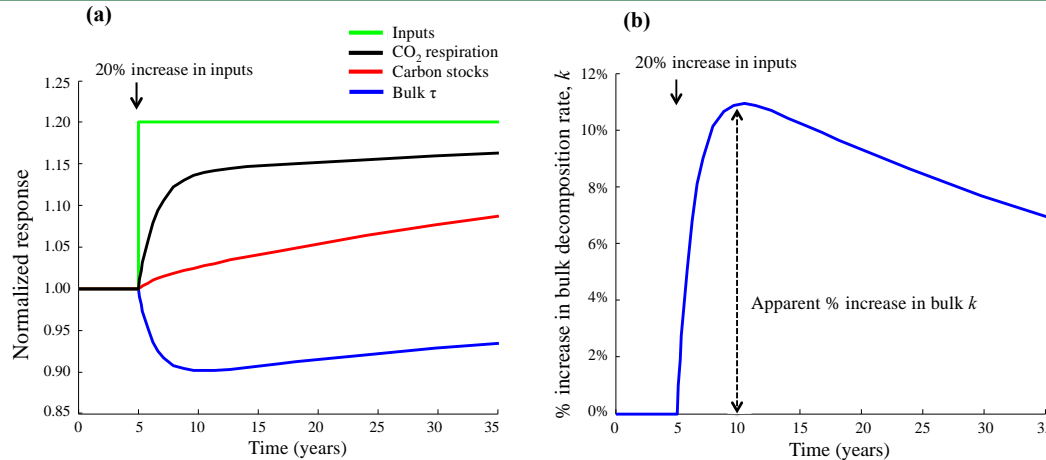 (a)
Inputs
CO₂ respiration
Carbon stocks
Bulk τ
20% increase in inputs
1.25
1.20
1.15
1.10
1.05
1.00
0.95
0.90
0.85
Normalized response
0 5 10 15 20 25 30 35
Time (years)
(b)
20% increase in inputs
12%
10%
8%
6%
4%
2%
0%
% increase in bulk decomposition rate, k
Apparent % increase in bulk k
0 5 10 15 20 25 30
Time (years)